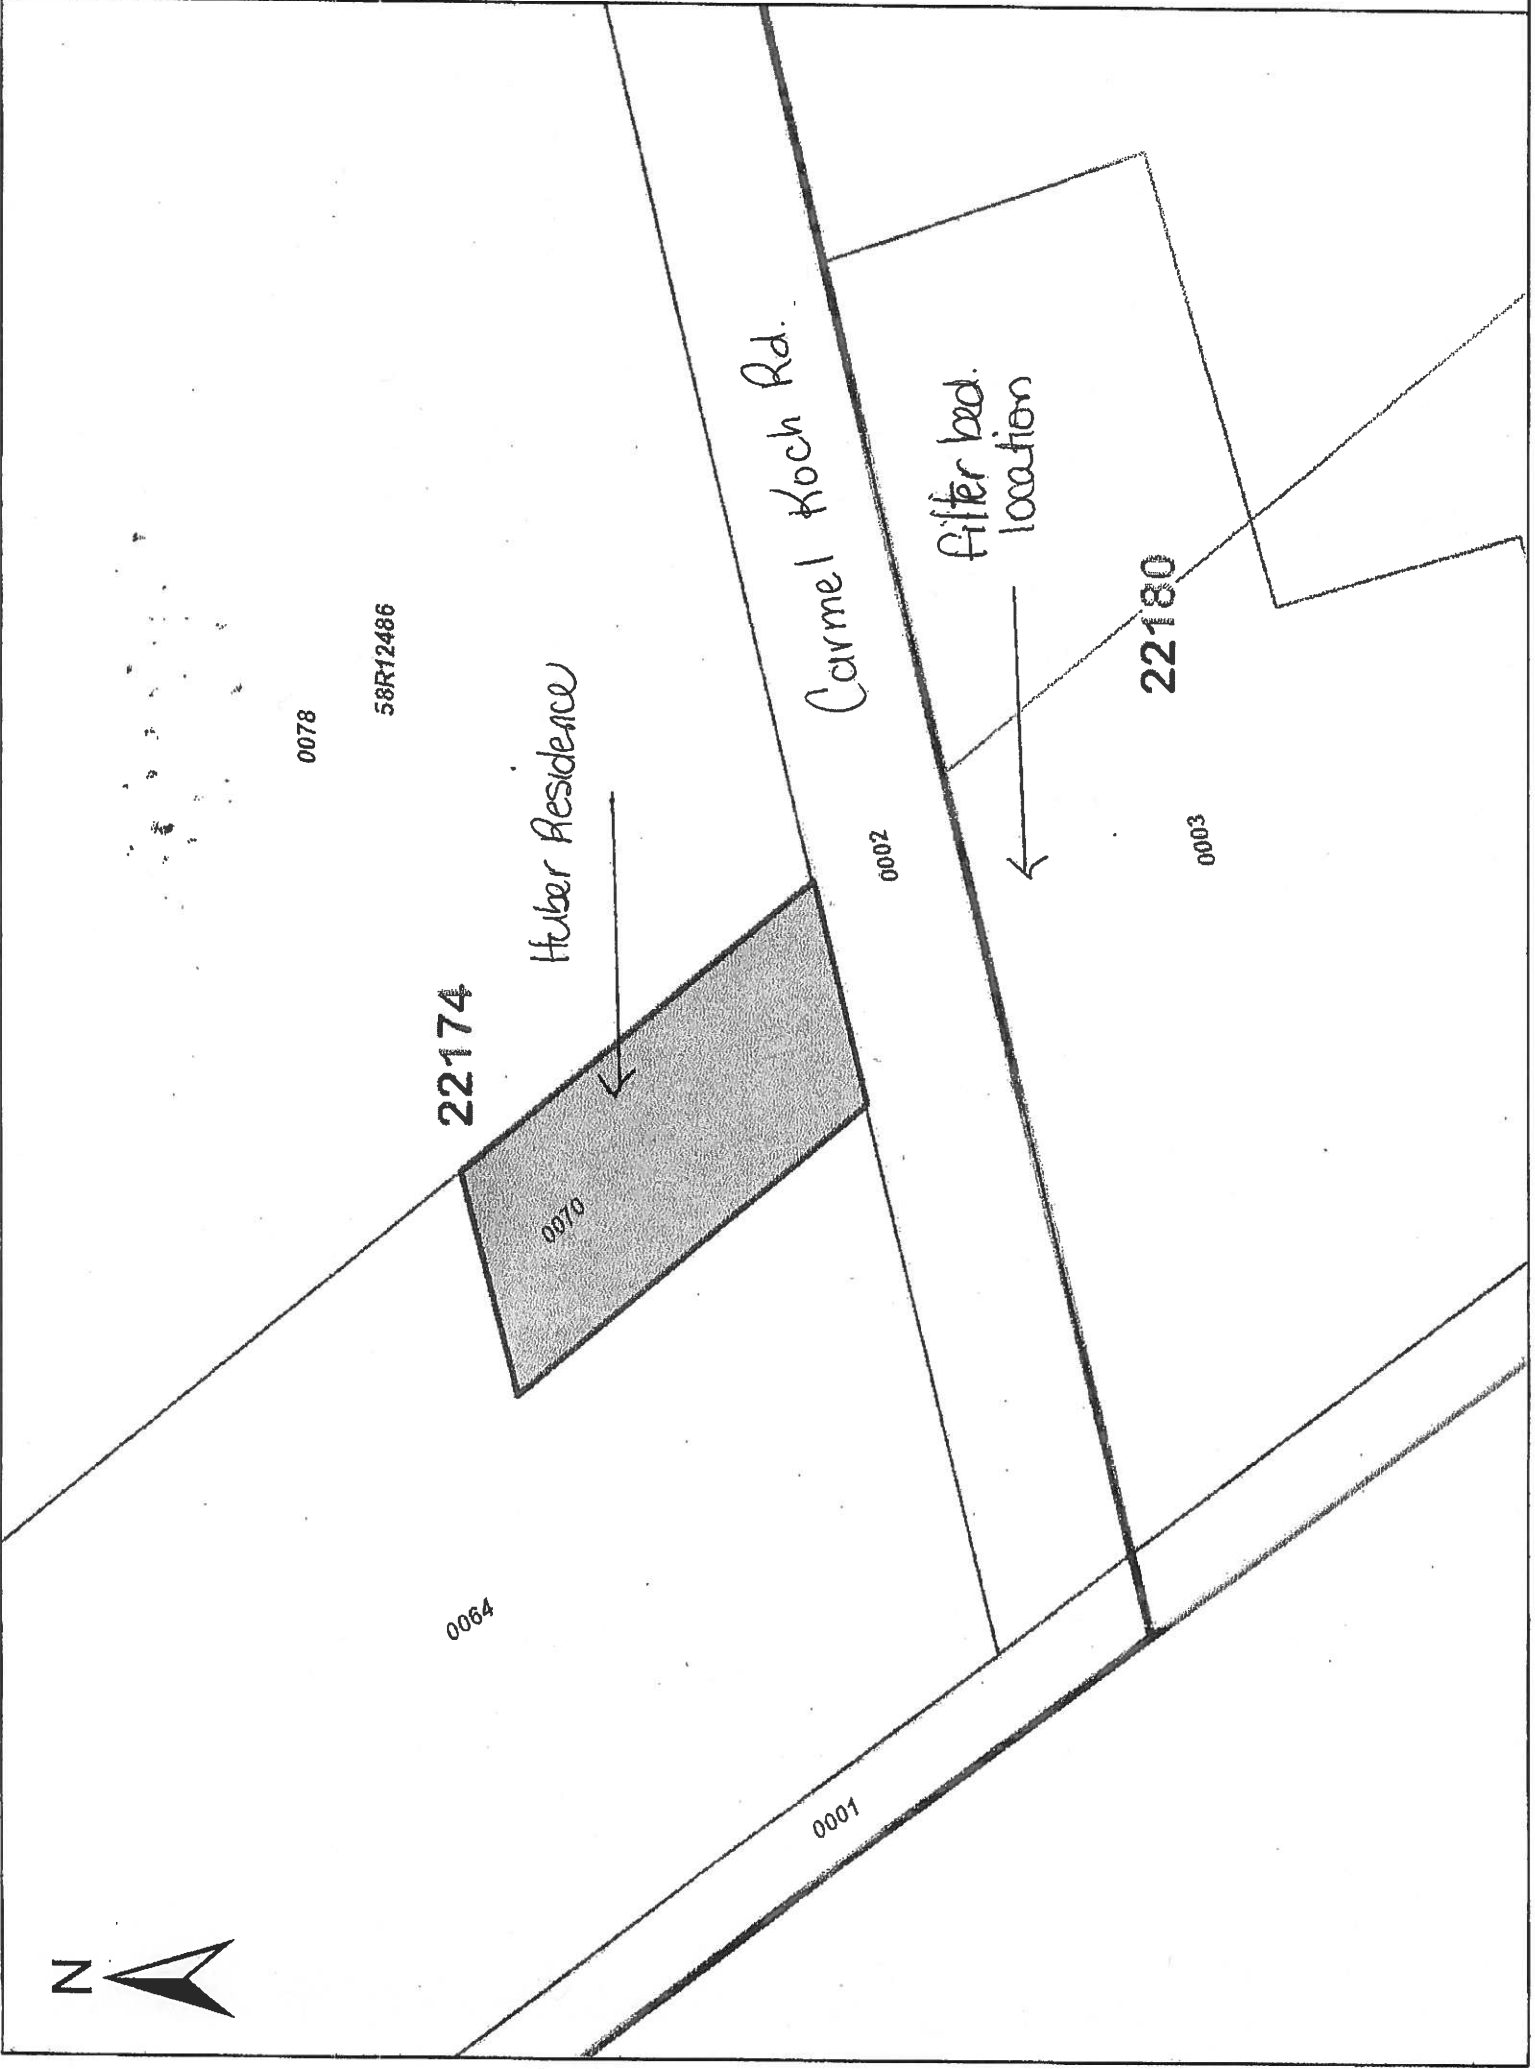 N
0078
58R12486
22174
Huber Residence
0070
0064
Carmel Koch Rd.
0001
0002
filter bed.
location
22180
0003